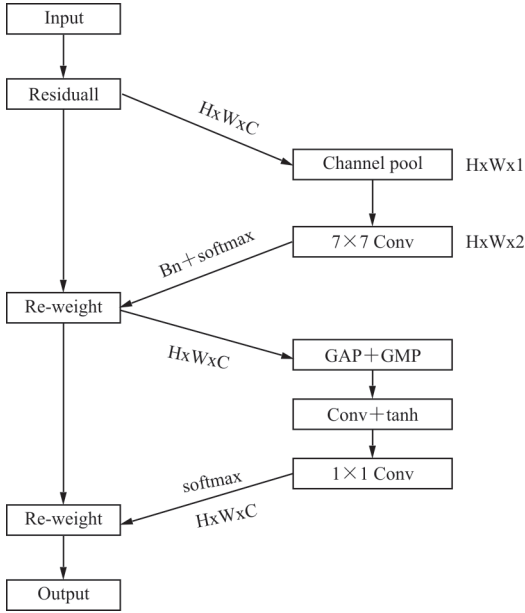 Input
Residuall
HxWxC
Channel pool
HxWx1
7×7 Conv
HxWx2
Bn+softmax
Re-weight
HxWxC
GAP+GMP
Conv+tanh
1×1 Conv
softmax
HxWxC
Re-weight
Output